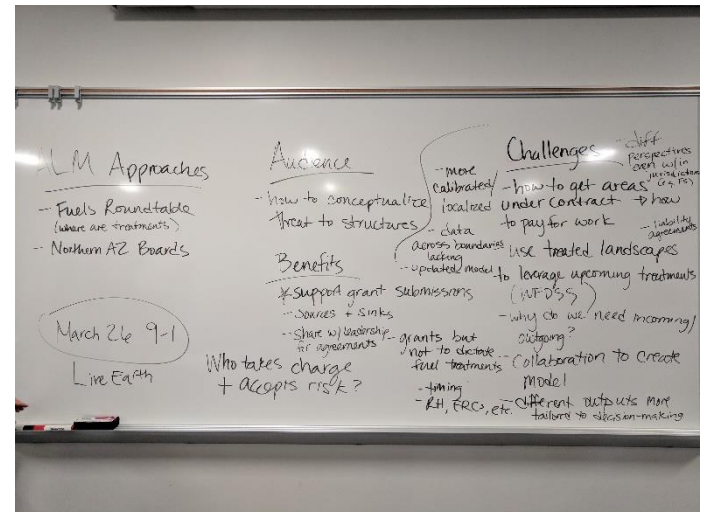 ALM Approaches
- Fuels Roundtable
(where are treatments)
- Northern AZ Boards
March 26 9-1
Live Earth
Audience
- how to conceptualize
threat to structures
Benefits
* support grant submissions
- Sources + Sinks
- Share w/ leadership
for agreements
Who takes charge
+ accepts risk?
- more
calibrated/
localized
- data
across boundaries
lacking
- updated model
- grants but
not to dictate
fuel treatments
- timing
- RH, ERCs, etc.
Challenges
- diff
perspectives
even w/in
jurisdiction
(e.g. FS)
- how to get areas
under contract → how
to pay for work
- liability
agreements
- Use treated landscapes
to leverage upcoming treatments
(WFDSS)
- why do we need incoming/
outgoing?
- Collaboration to create
model
- different outputs more
tailored to decision-making